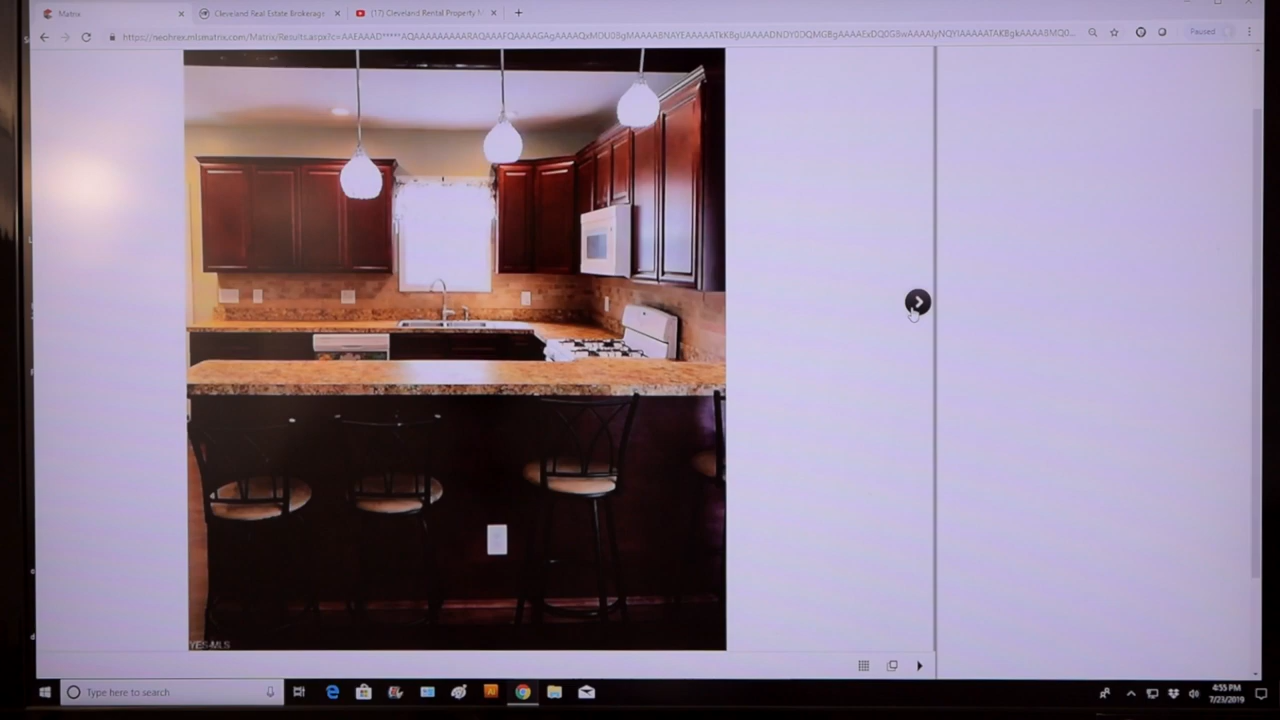 Matrix
Cleveland Real Estate Brokerage
(17) Cleveland Rental Property M
Paused
YES-MLS
Type here to search
Ai
4:55 PM
7/23/2019